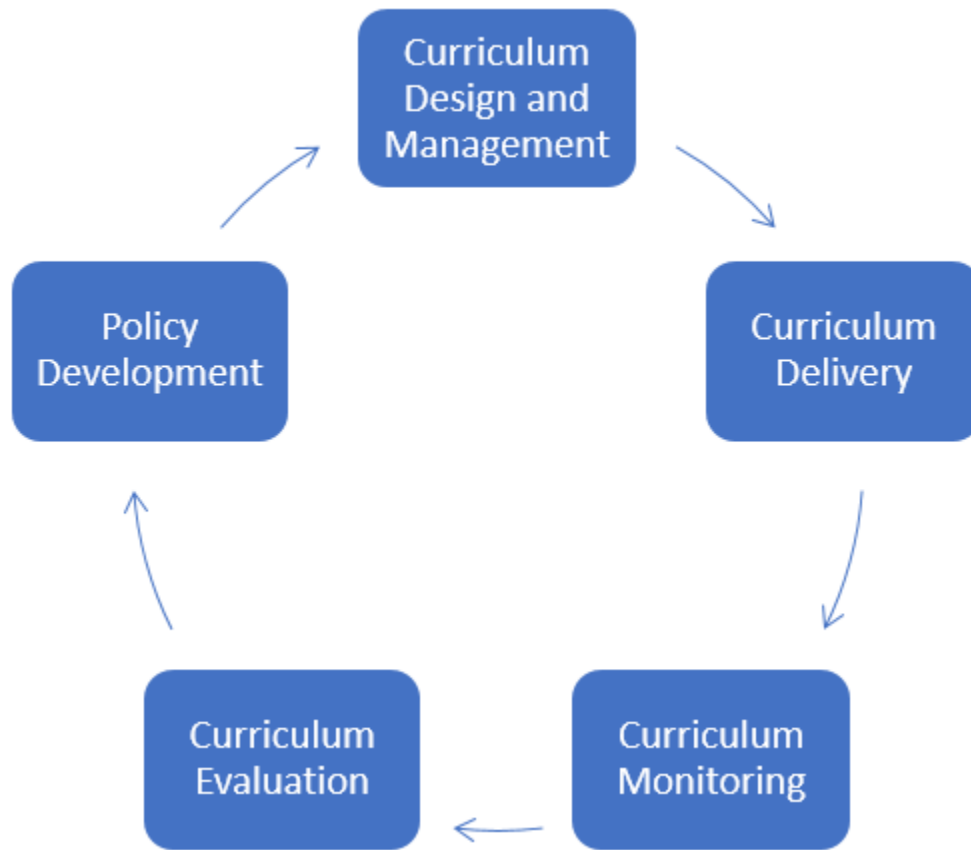 Curriculum
Design and
Management
Policy
Development
Curriculum
Delivery
Curriculum
Evaluation
Curriculum
Monitoring